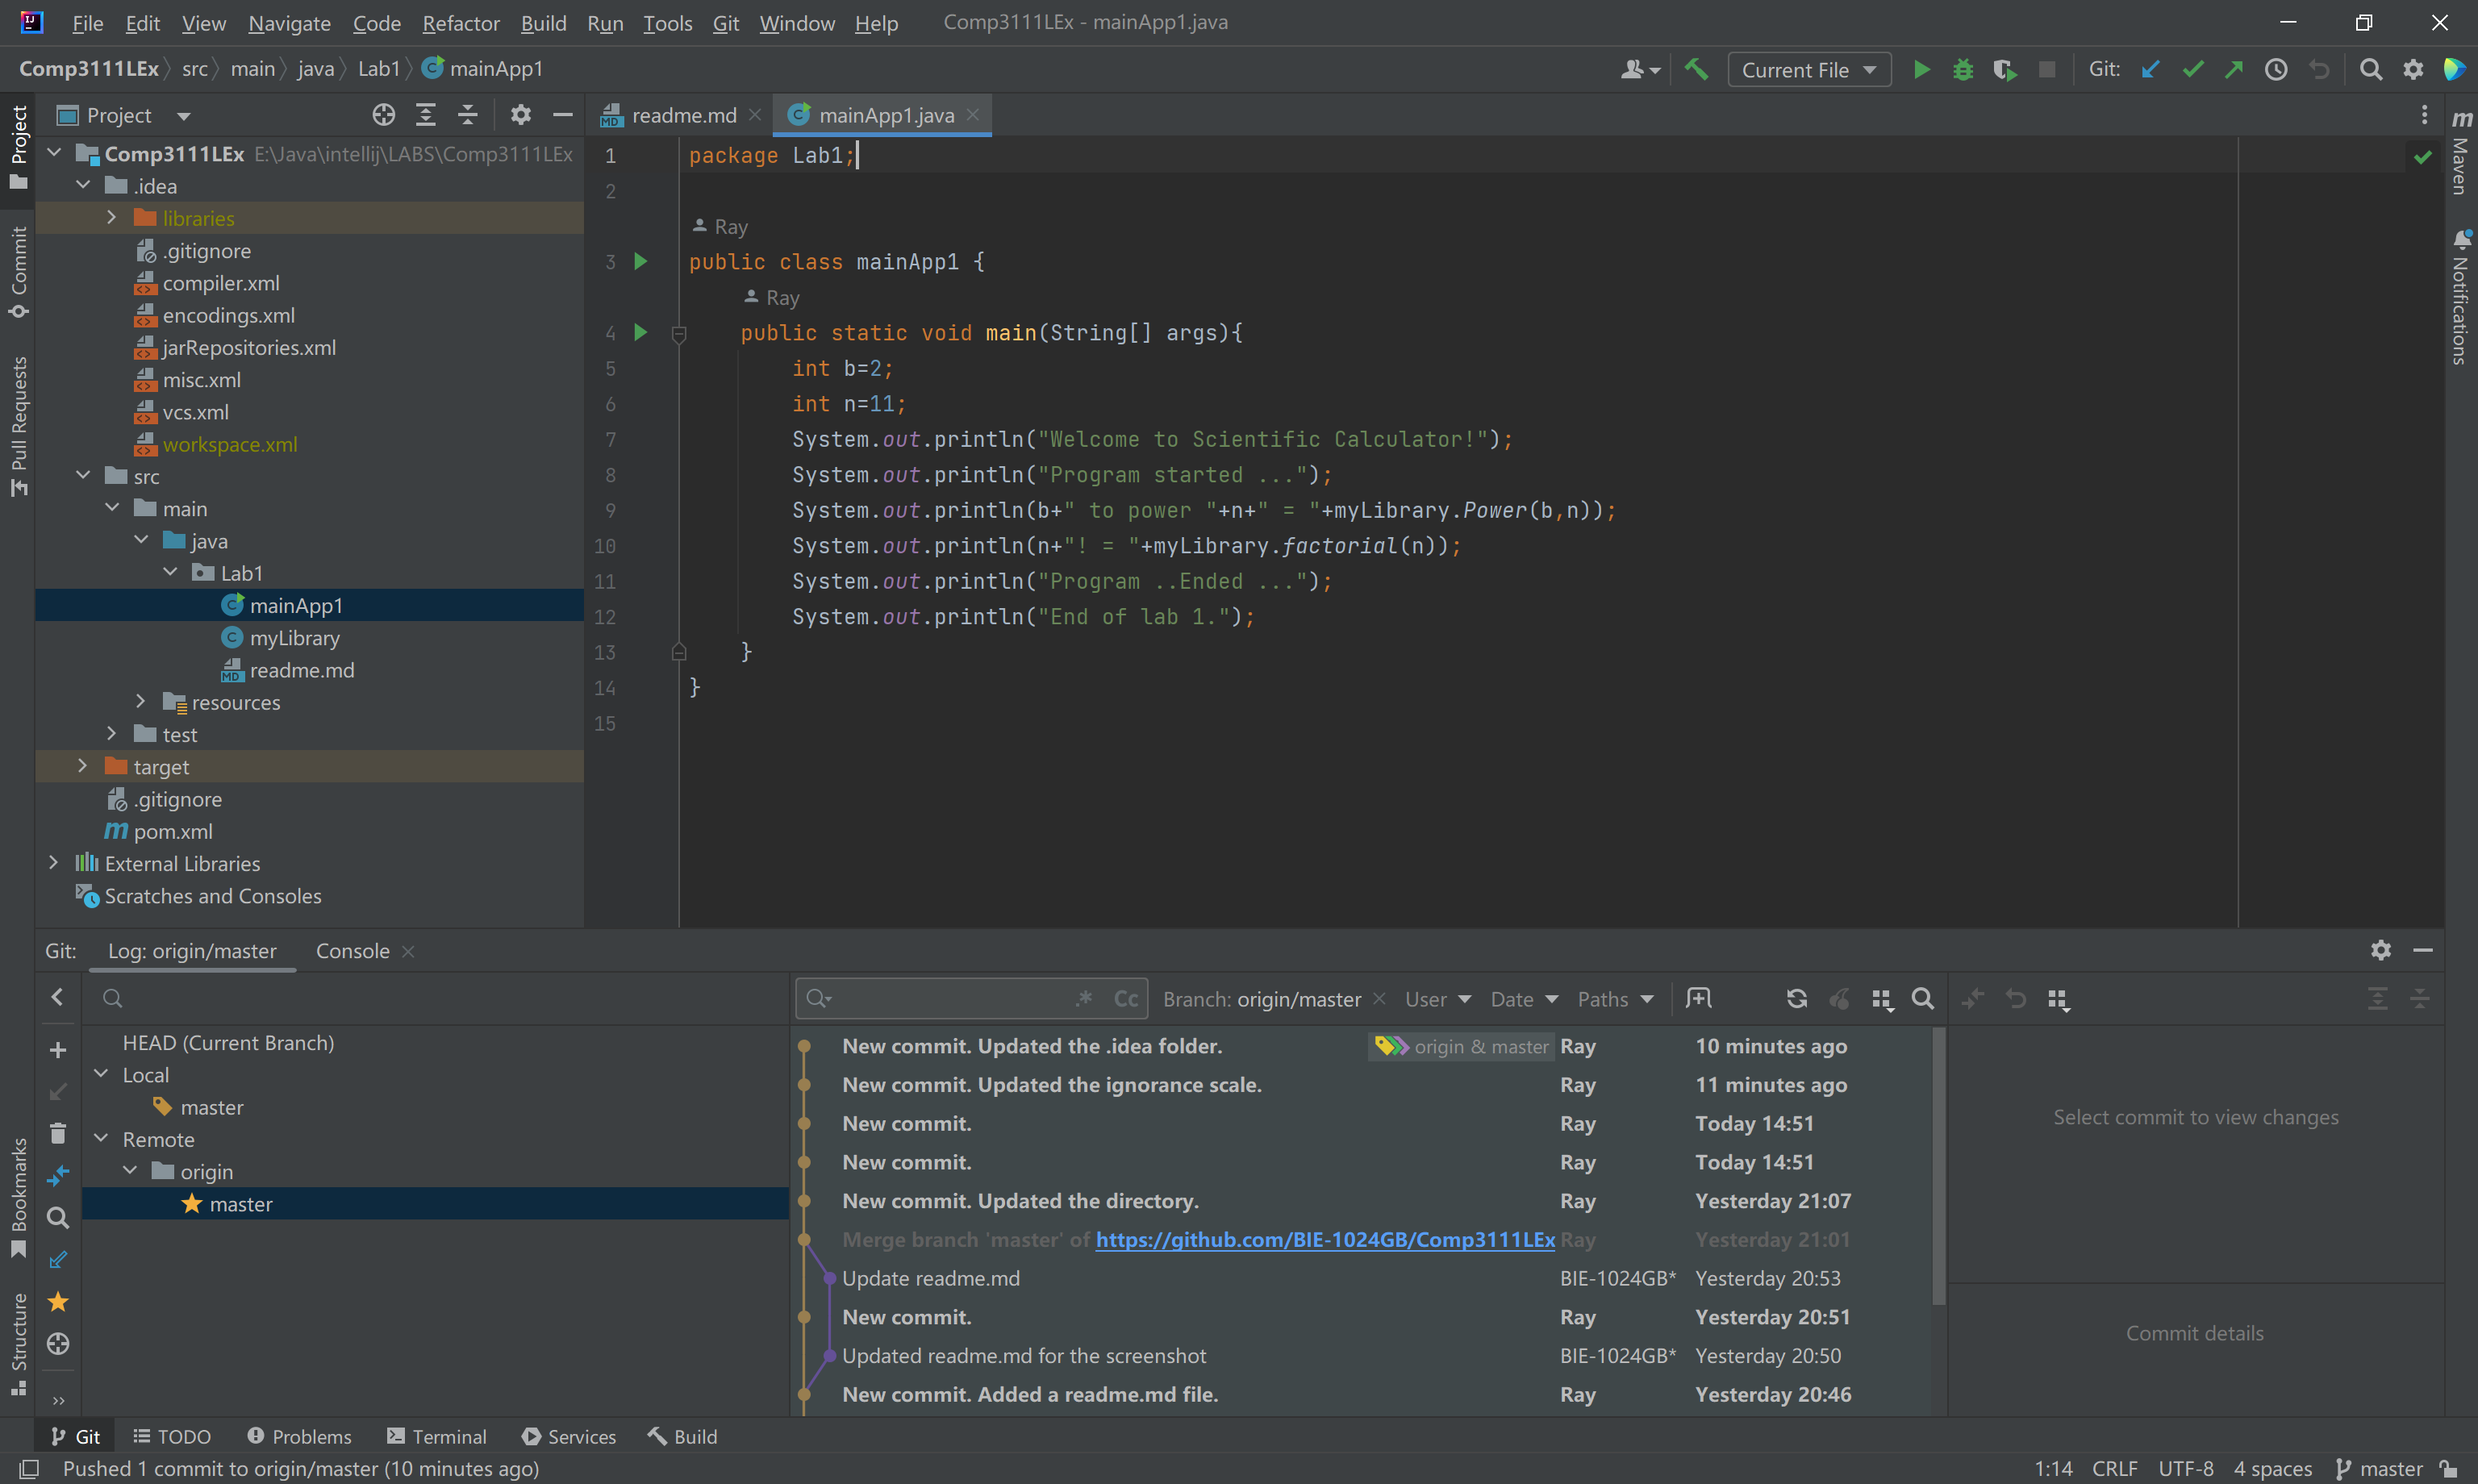 File Edit View Navigate Code Refactor Build Run Tools Git Window Help Comp3111LEx - mainApp1.java
Comp3111LEx src main java Lab1 mainApp1 Current File Git:
Project
readme.md mainApp1.java
Comp3111LEx E:\Java\intellij\LABS\Comp3111LEx
.idea
libraries
.gitignore
compiler.xml
encodings.xml
jarRepositories.xml
misc.xml
vcs.xml
workspace.xml
src
main
java
Lab1
mainApp1
myLibrary
readme.md
resources
test
target
.gitignore
pom.xml
External Libraries
Scratches and Consoles
1 package Lab1;
2
Ray
3 public class mainApp1 {
Ray
4 public static void main(String[] args){
5 int b=2;
6 int n=11;
7 System.out.println("Welcome to Scientific Calculator!");
8 System.out.println("Program started ...");
9 System.out.println(b+" to power "+n+" = "+myLibrary.Power(b,n));
10 System.out.println(n+"! = "+myLibrary.factorial(n));
11 System.out.println("Program ..Ended ...");
12 System.out.println("End of lab 1.");
13 }
14 }
15
Project
Commit
Pull Requests
Bookmarks
Structure
Maven
Notifications
Git: Log: origin/master Console
.* Cc Branch: origin/master User Date Paths
HEAD (Current Branch)
Local
master
Remote
origin
master
New commit. Updated the .idea folder. origin & master Ray 10 minutes ago
New commit. Updated the ignorance scale. Ray 11 minutes ago
New commit. Ray Today 14:51
New commit. Ray Today 14:51
New commit. Updated the directory. Ray Yesterday 21:07
Merge branch 'master' of https://github.com/BIE-1024GB/Comp3111LEx Ray Yesterday 21:01
Update readme.md BIE-1024GB* Yesterday 20:53
New commit. Ray Yesterday 20:51
Updated readme.md for the screenshot BIE-1024GB* Yesterday 20:50
New commit. Added a readme.md file. Ray Yesterday 20:46
Select commit to view changes
Commit details
Git TODO Problems Terminal Services Build
Pushed 1 commit to origin/master (10 minutes ago) 1:14 CRLF UTF-8 4 spaces master